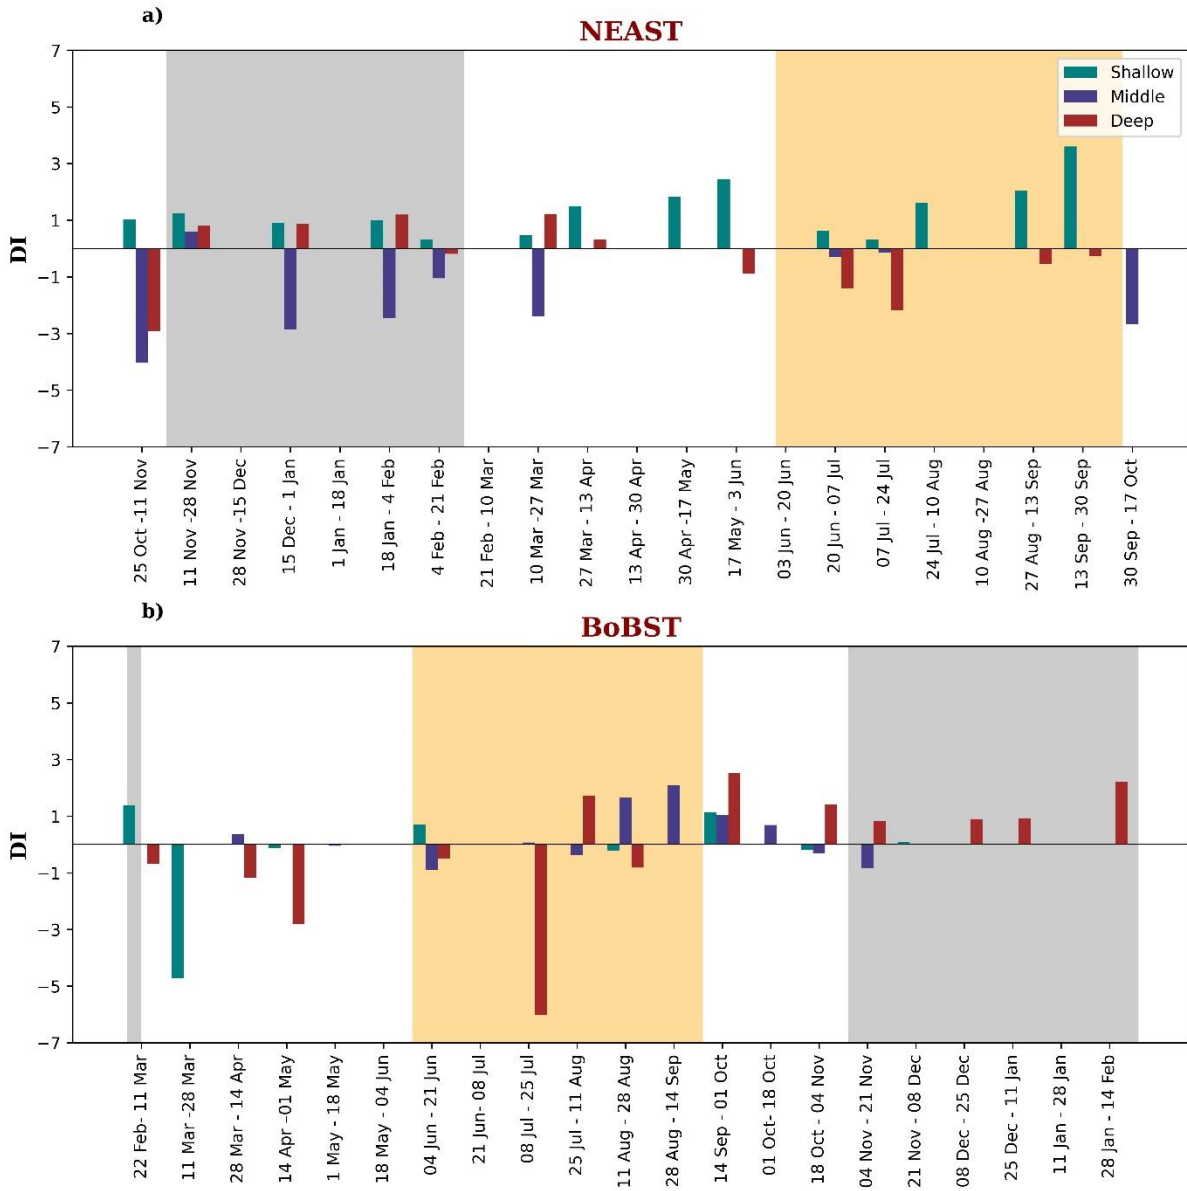 a)
NEAST
7
5
3
1
−1
−3
−5
−7
DI
Shallow
Middle
Deep
25 Oct -11 Nov
11 Nov -28 Nov
28 Nov -15 Dec
15 Dec - 1 Jan
1 Jan - 18 Jan
18 Jan - 4 Feb
4 Feb - 21 Feb
21 Feb - 10 Mar
10 Mar -27 Mar
27 Mar - 13 Apr
13 Apr - 30 Apr
30 Apr -17 May
17 May - 3 Jun
03 Jun - 20 Jun
20 Jun - 07 Jul
07 Jul - 24 Jul
24 Jul - 10 Aug
10 Aug -27 Aug
27 Aug - 13 Sep
13 Sep - 30 Sep
30 Sep - 17 Oct
b)
BoBST
7
5
3
1
−1
−3
−5
−7
DI
22 Feb- 11 Mar
11 Mar -28 Mar
28 Mar - 14 Apr
14 Apr -01 May
1 May - 18 May
18 May - 04 Jun
04 Jun - 21 Jun
21 Jun- 08 Jul
08 Jul - 25 Jul
25 Jul - 11 Aug
11 Aug - 28 Aug
28 Aug - 14 Sep
14 Sep - 01 Oct
01 Oct- 18 Oct
18 Oct - 04 Nov
04 Nov - 21 Nov
21 Nov - 08 Dec
08 Dec - 25 Dec
25 Dec - 11 Jan
11 Jan - 28 Jan
28 Jan - 14 Feb